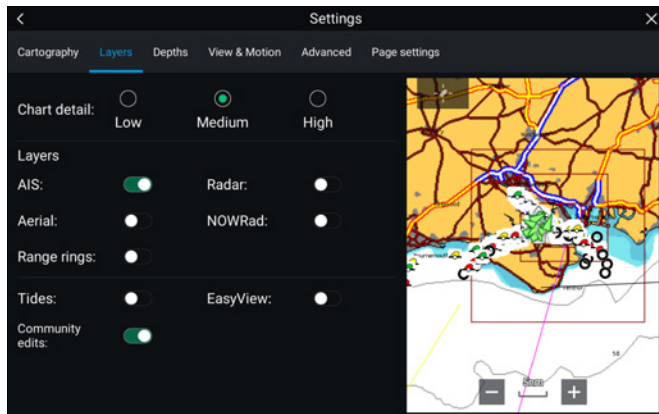 Settings
Cartography Layers Depths View & Motion Advanced Page settings
Chart detail:
Low Medium High
Layers
AIS: Radar:
Aerial: NOWRad:
Range rings:
Tides: EasyView:
Community
edits:
5nm